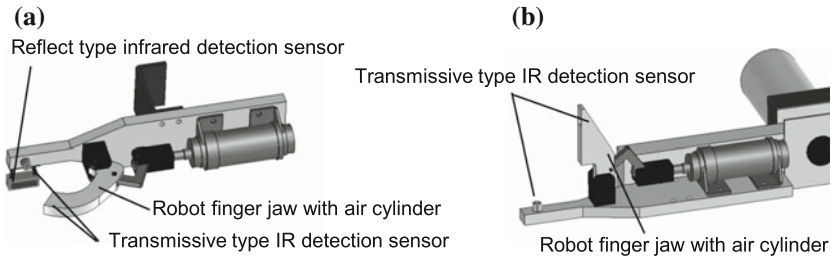 (a)
Reflect type infrared detection sensor
Robot finger jaw with air cylinder
Transmissive type IR detection sensor
(b)
Transmissive type IR detection sensor
Robot finger jaw with air cylinder